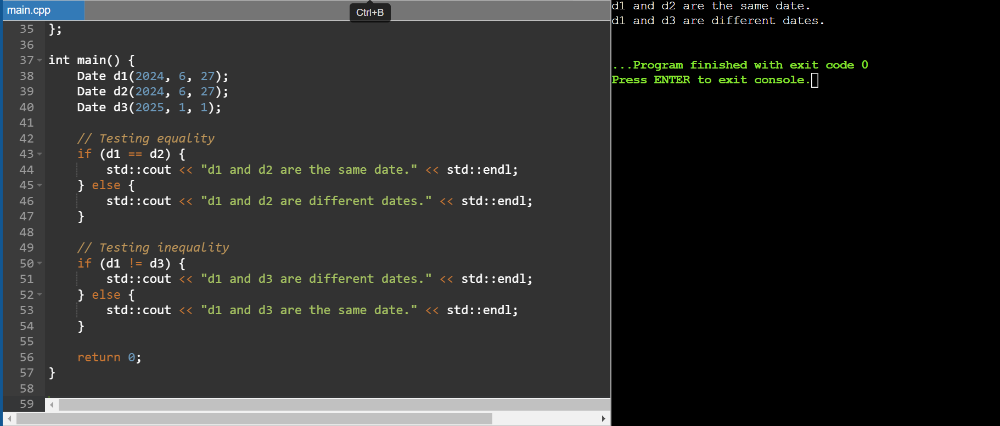 main.cpp
Ctrl+B
35 };
36
37 int main() {
38     Date d1(2024, 6, 27);
39     Date d2(2024, 6, 27);
40     Date d3(2025, 1, 1);
41
42     // Testing equality
43     if (d1 == d2) {
44         std::cout << "d1 and d2 are the same date." << std::endl;
45     } else {
46         std::cout << "d1 and d2 are different dates." << std::endl;
47     }
48
49     // Testing inequality
50     if (d1 != d3) {
51         std::cout << "d1 and d3 are different dates." << std::endl;
52     } else {
53         std::cout << "d1 and d3 are the same date." << std::endl;
54     }
55
56     return 0;
57 }
58
59
d1 and d2 are the same date.
d1 and d3 are different dates.
...Program finished with exit code 0
Press ENTER to exit console.